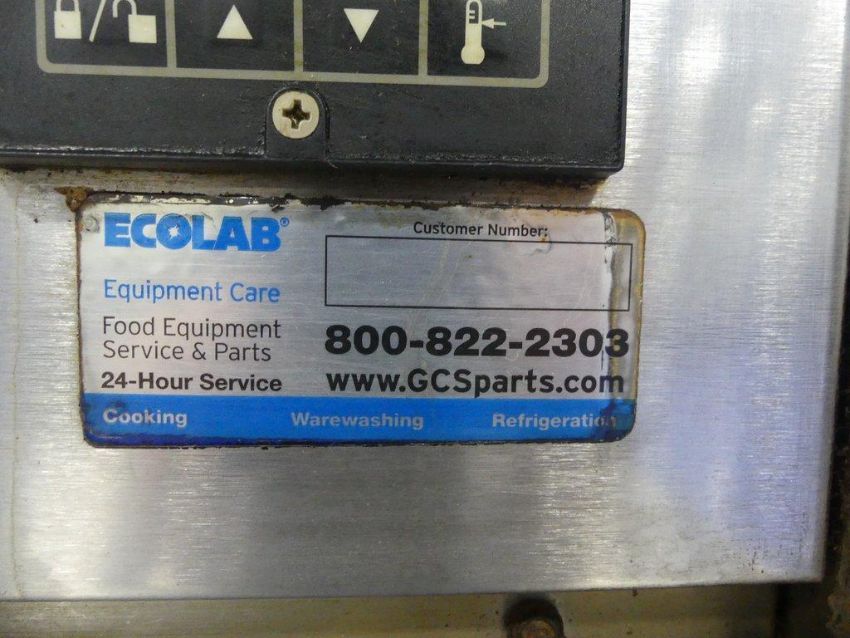 ECOLAB®
Customer Number:
Equipment Care
Food Equipment
Service & Parts
800-822-2303
24-Hour Service
www.GCSparts.com
Cooking Warewashing Refrigeration